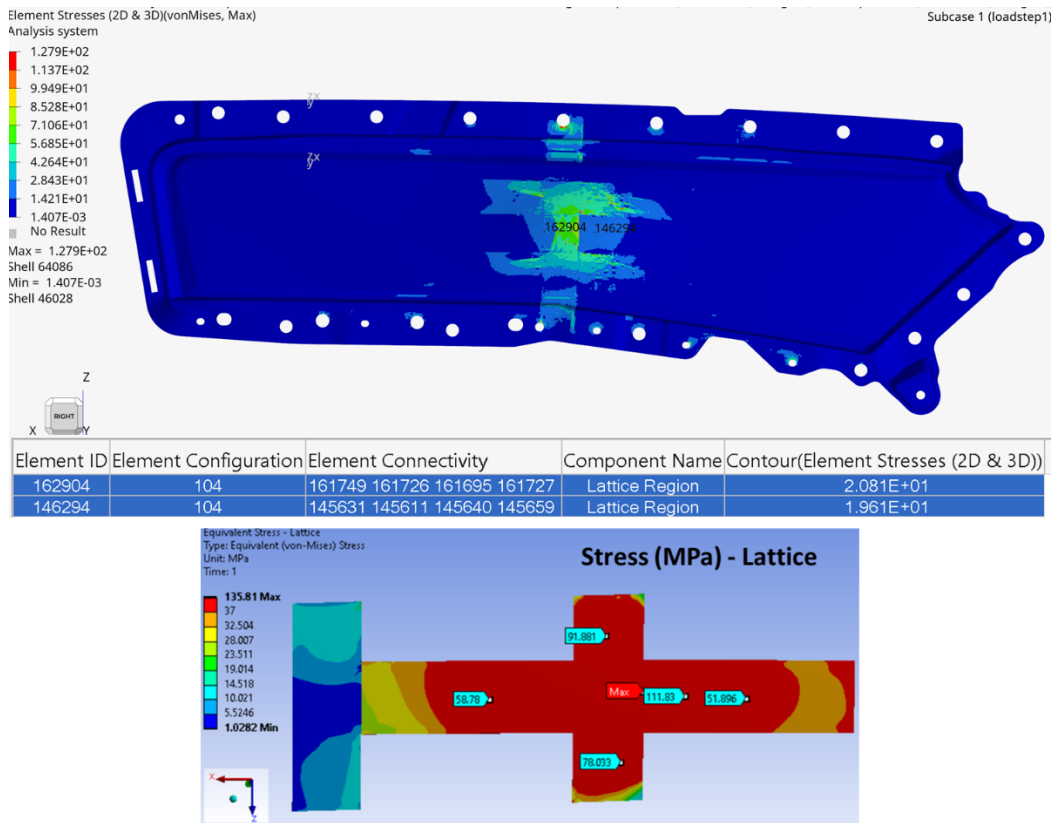 Element Stresses (2D & 3D)(vonMises, Max)
Subcase 1 (loadstep1)
Analysis system
1.279E+02
1.137E+02
9.949E+01
8.528E+01
7.106E+01
5.685E+01
4.264E+01
2.843E+01
1.421E+01
1.407E-03
No Result
Max = 1.279E+02
Shell 64086
Min = 1.407E-03
Shell 46028
zx
y
zx
y
162904
146294
Z
RIGHT
X
Y
Element ID Element Configuration Element Connectivity Component Name Contour(Element Stresses (2D & 3D))
162904 104 161749 161726 161695 161727 Lattice Region 2.081E+01
146294 104 145631 145611 145640 145659 Lattice Region 1.961E+01
Equivalent Stress - Lattice
Type: Equivalent (von-Mises) Stress
Unit: MPa
Time: 1
Stress (MPa) - Lattice
135.81 Max
37
32.504
28.007
23.511
19.014
14.518
10.021
5.5246
1.0282 Min
91.881
58.78
Max
111.83
51.896
78.033
X
Z